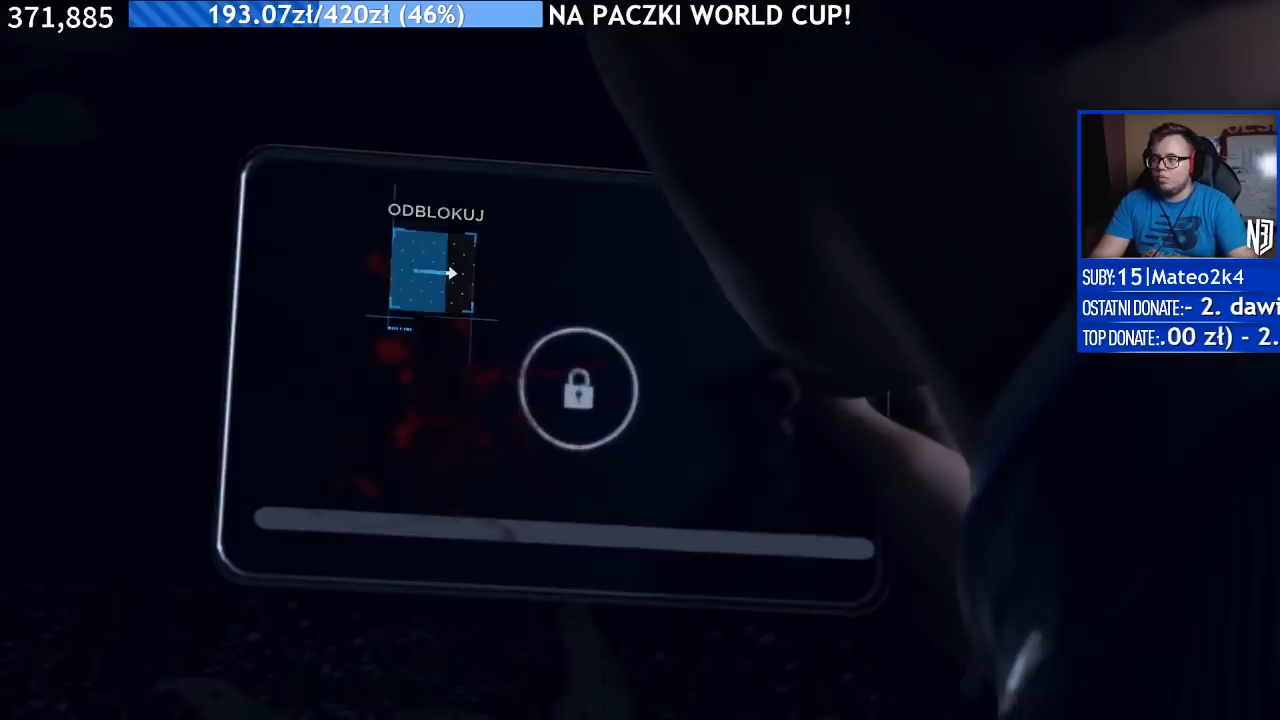 371,885
193.07zł/420zł (46%)
NA PACZKI WORLD CUP!
ODBLOKUJ
SUBY:15|Mateo2k4
OSTATNI DONATE:- 2. dawi
TOP DONATE:.00 zł) - 2.